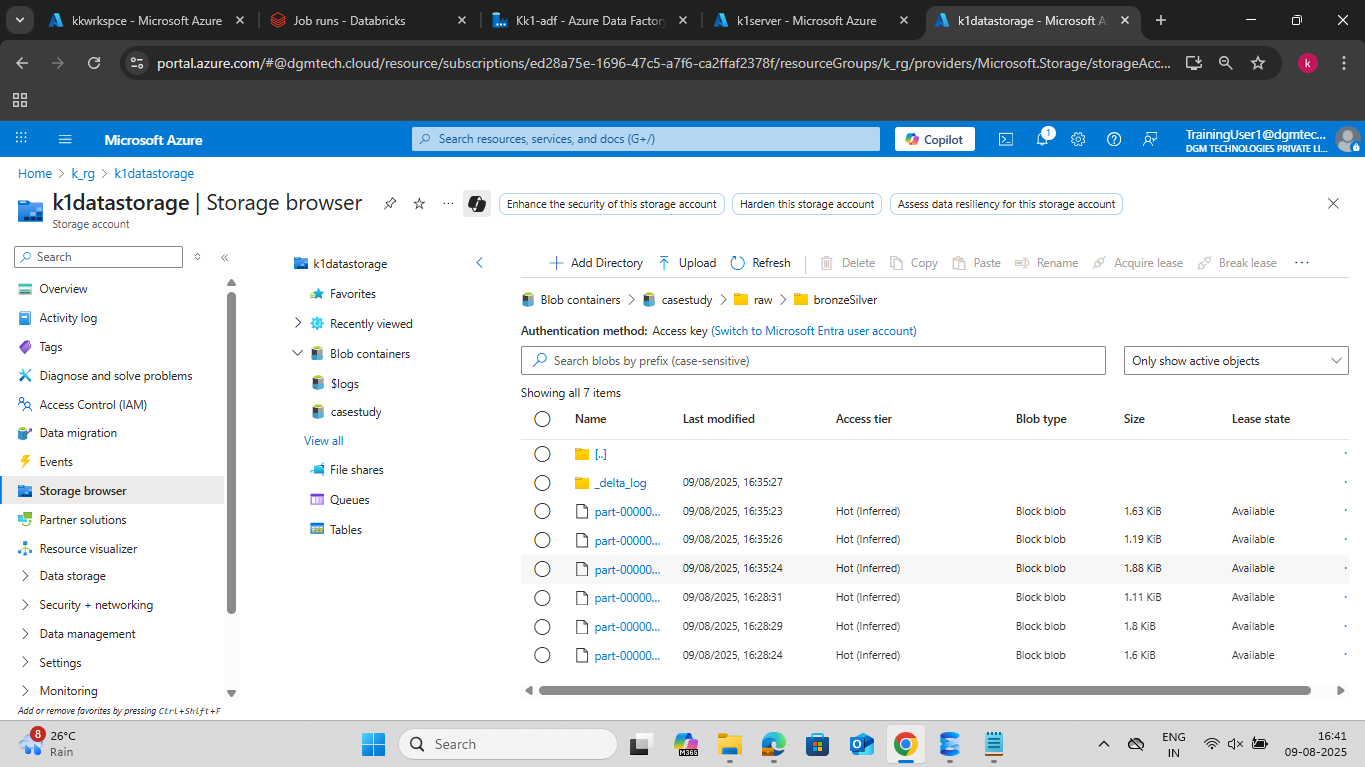 kkwrkspce - Microsoft Azure
Job runs - Databricks
Kk1-adf - Azure Data Factor
k1server - Microsoft Azure
k1datastorage - Microsoft A
portal.azure.com/#@dgmtech.cloud/resource/subscriptions/ed28a75e-1696-47c5-a7f6-ca2ffaf2378f/resourceGroups/k_rg/providers/Microsoft.Storage/storageAcc...
k
Microsoft Azure
Search resources, services, and docs (G+/)
Copilot
1
TrainingUser1@dgmtec...
DGM TECHNOLOGIES PRIVATE LI...
Home > k_rg > k1datastorage
k1datastorage | Storage browser
Storage account
Enhance the security of this storage account
Harden this storage account
Assess data resiliency for this storage account
Search
Overview
Activity log
Tags
Diagnose and solve problems
Access Control (IAM)
Data migration
Events
Storage browser
Partner solutions
Resource visualizer
Data storage
Security + networking
Data management
Settings
Monitoring
Add or remove favorites by pressing Ctrl+Shift+F
k1datastorage
Favorites
Recently viewed
Blob containers
$logs
casestudy
View all
File shares
Queues
Tables
Add Directory
Upload
Refresh
Delete
Copy
Paste
Rename
Acquire lease
Break lease
Blob containers > casestudy > raw > bronzeSilver
Authentication method: Access key (Switch to Microsoft Entra user account)
Search blobs by prefix (case-sensitive)
Only show active objects
Showing all 7 items
Name Last modified Access tier Blob type Size Lease state
[..]
_delta_log 09/08/2025, 16:35:27
part-00000... 09/08/2025, 16:35:23 Hot (Inferred) Block blob 1.63 KiB Available
part-00000... 09/08/2025, 16:35:26 Hot (Inferred) Block blob 1.19 KiB Available
part-00000... 09/08/2025, 16:35:24 Hot (Inferred) Block blob 1.88 KiB Available
part-00000... 09/08/2025, 16:28:31 Hot (Inferred) Block blob 1.11 KiB Available
part-00000... 09/08/2025, 16:28:29 Hot (Inferred) Block blob 1.8 KiB Available
part-00000... 09/08/2025, 16:28:24 Hot (Inferred) Block blob 1.6 KiB Available
8
26°C
Rain
Search
M365
ENG
IN
16:41
09-08-2025